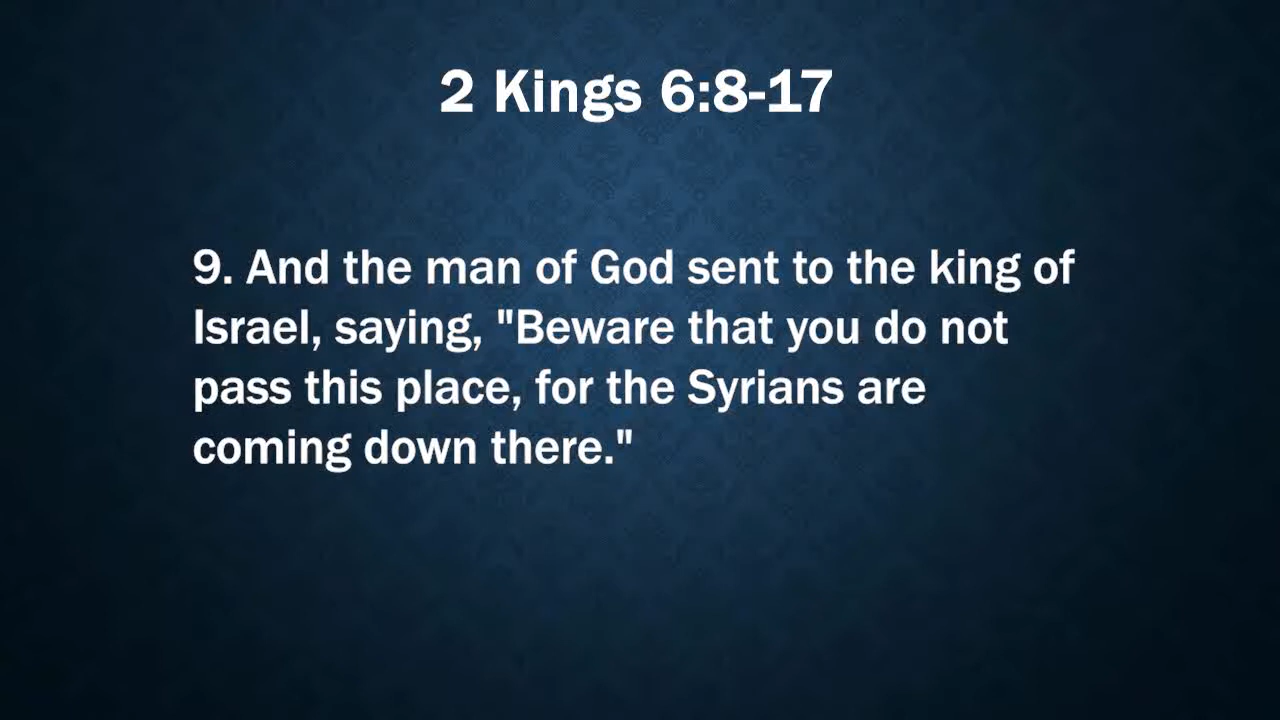 2 Kings 6:8-17
9. And the man of God sent to the king of
Israel, saying, "Beware that you do not
pass this place, for the Syrians are
coming down there."